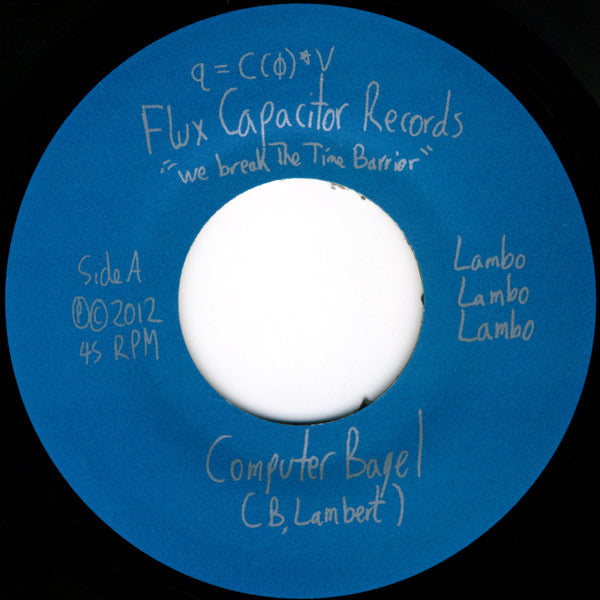 q = C(ϕ)*V
Flux Capacitor Records
"we break The Time Barrier"
Side A
Ⓟ©2012
45 RPM
Lambo
Lambo
Lambo
Computer Bagel
(B. Lambert)